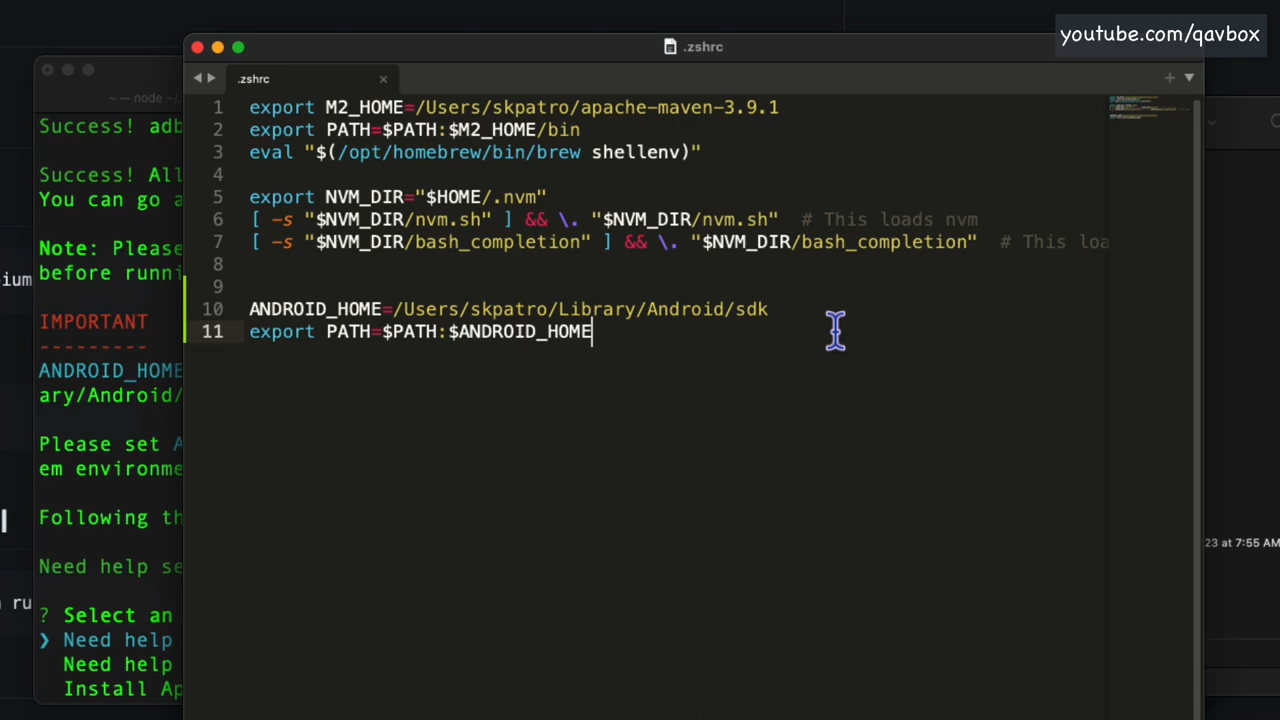 youtube.com/qavbox
.zshrc
.zshrc
~ — node ~/.
1 export M2_HOME=/Users/skpatro/apache-maven-3.9.1
2 export PATH=$PATH:$M2_HOME/bin
3 eval "$(/opt/homebrew/bin/brew shellenv)"
4
5 export NVM_DIR="$HOME/.nvm"
6 [ -s "$NVM_DIR/nvm.sh" ] && \. "$NVM_DIR/nvm.sh"  # This loads nvm
7 [ -s "$NVM_DIR/bash_completion" ] && \. "$NVM_DIR/bash_completion"  # This loa
8
9
10 ANDROID_HOME=/Users/skpatro/Library/Android/sdk
11 export PATH=$PATH:$ANDROID_HOME
Success! adb
Success! All
You can go a
Note: Please
before runni
IMPORTANT
---------
ANDROID_HOME
ary/Android/
Please set A
em environme
Following th
Need help se
? Select an
❯ Need help
Need help
Install Ap
ium
ru
23 at 7:55 AM